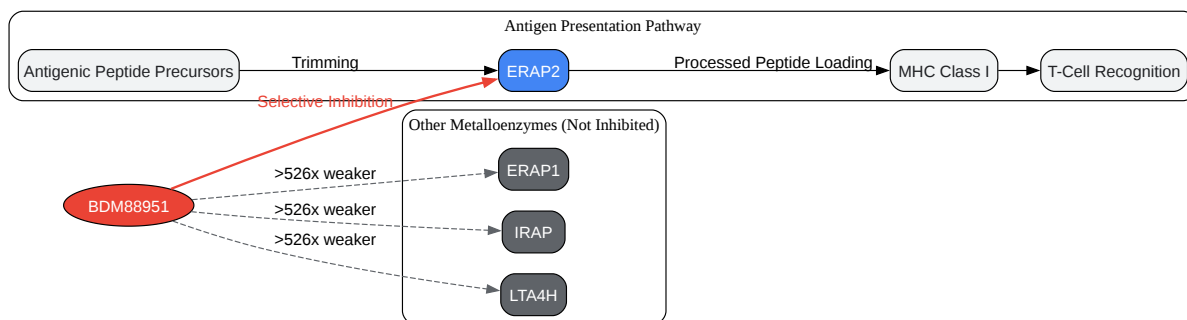 Antigen Presentation Pathway
Antigenic Peptide Precursors
Trimming
ERAP2
Processed Peptide Loading
MHC Class I
T-Cell Recognition
Selective Inhibition
Other Metalloenzymes (Not Inhibited)
BDM88951
>526x weaker
ERAP1
>526x weaker
IRAP
>526x weaker
LTA4H